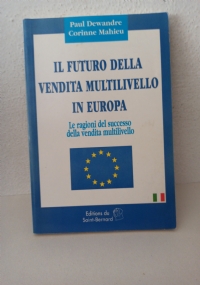 Paul Dewandre
Corinne Mahieu
IL FUTURO DELLA
VENDITA MULTILIVELLO
IN EUROPA
Le ragioni del successo
della vendita multilivello
Editions du
Saint-Bernard